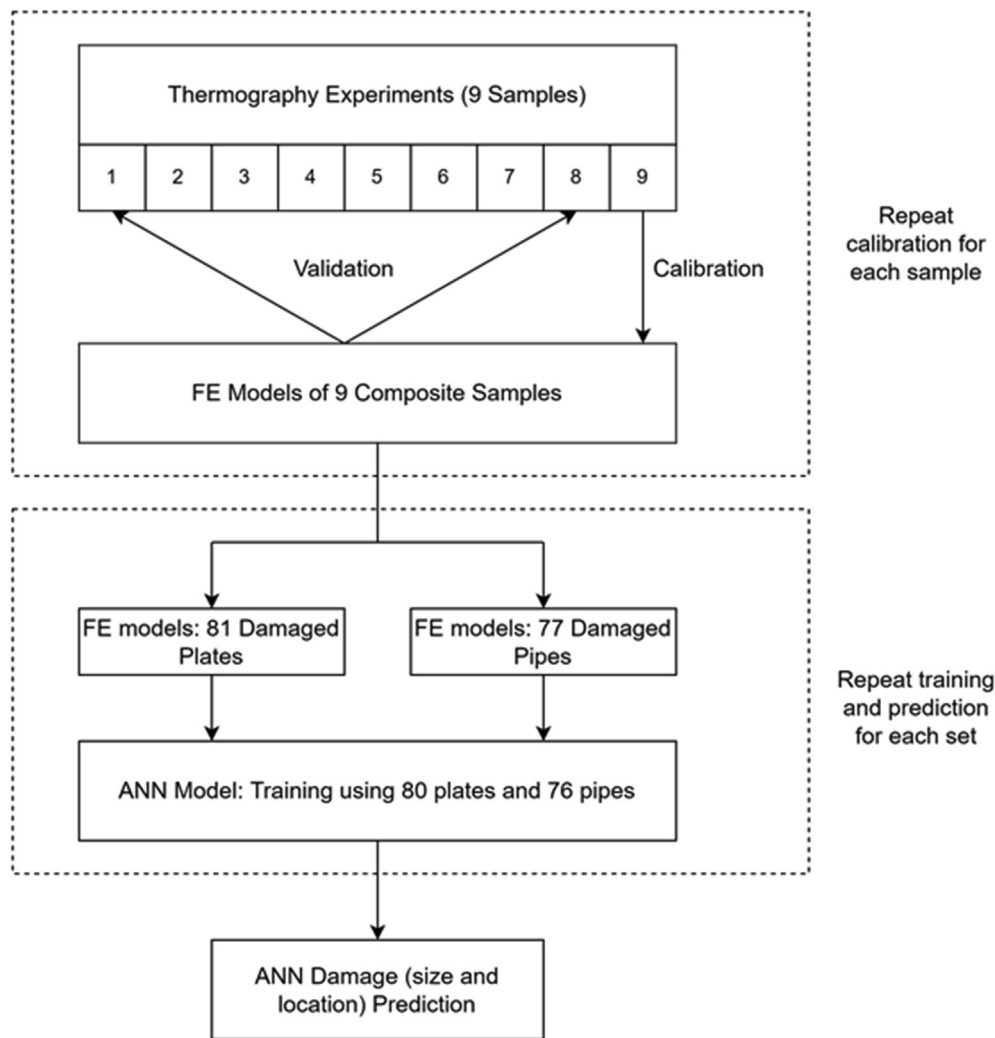 Thermography Experiments (9 Samples)
1 2 3 4 5 6 7 8 9
Validation
Calibration
Repeat
calibration for
each sample
FE Models of 9 Composite Samples
FE models: 81 Damaged
Plates
FE models: 77 Damaged
Pipes
Repeat training
and prediction
for each set
ANN Model: Training using 80 plates and 76 pipes
ANN Damage (size and
location) Prediction